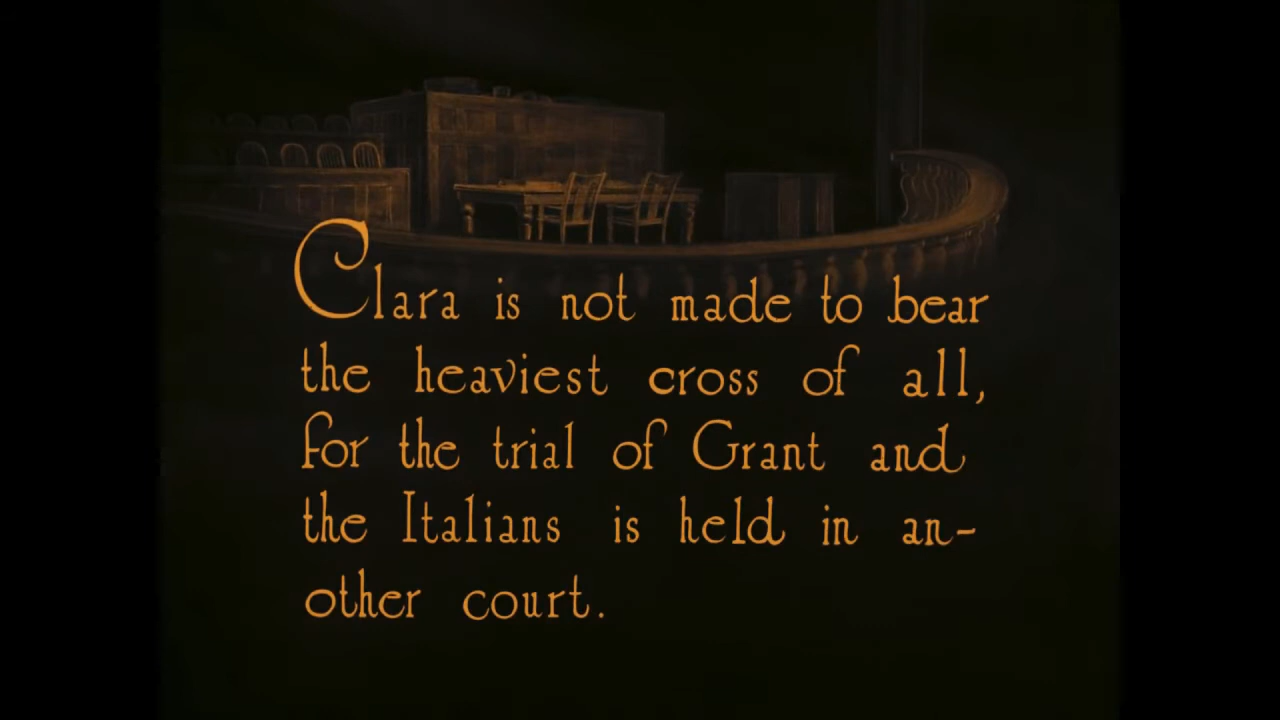 Clara is not made to bear
the heaviest cross of all,
for the trial of Grant and
the Italians is held in an-
other court.